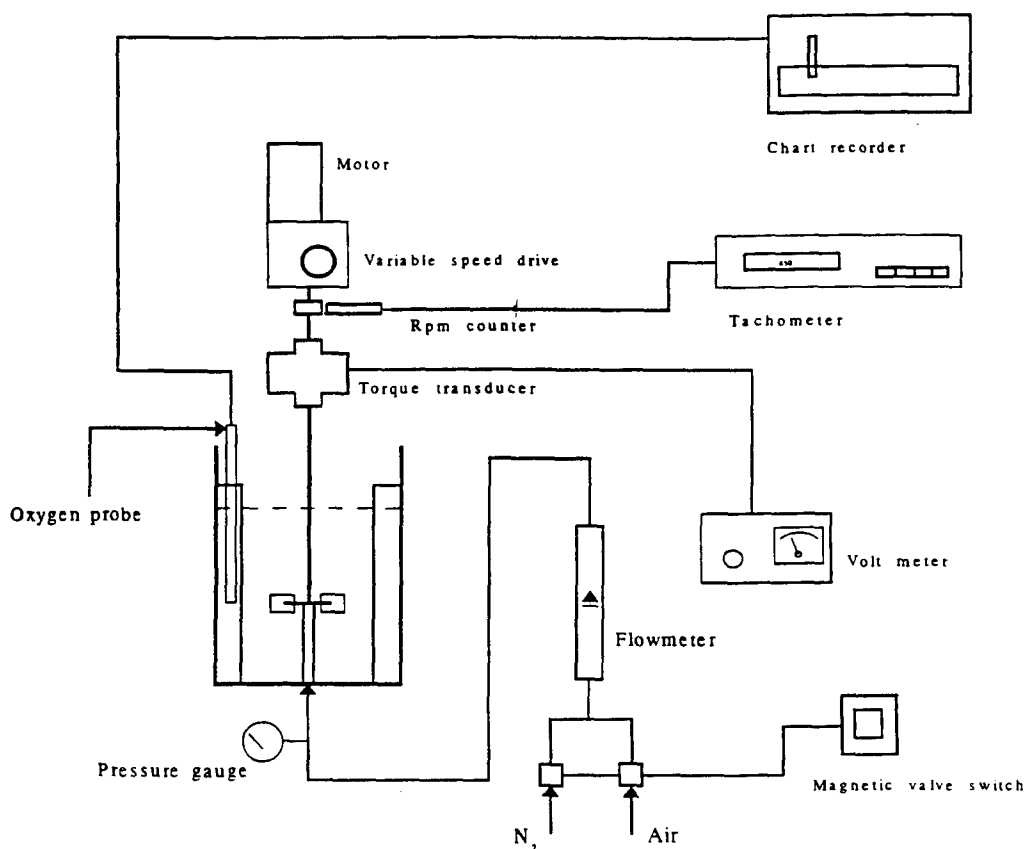 Chart recorder
Motor
Variable speed drive
Rpm counter
Tachometer
Torque transducer
Oxygen probe
Volt meter
Flowmeter
Pressure gauge
Magnetic valve switch
N₂
Air